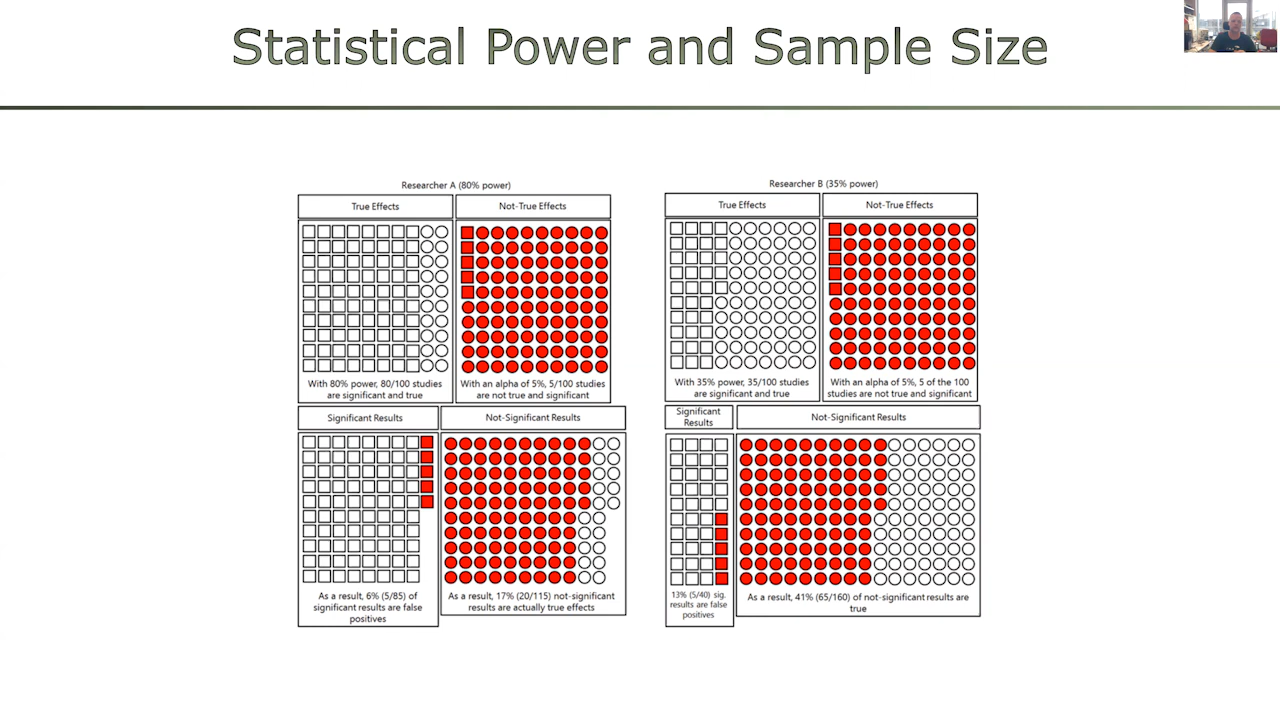 Statistical Power and Sample Size
Researcher A (80% power)
True Effects
Not-True Effects
With 80% power, 80/100 studies
are significant and true
With an alpha of 5%, 5/100 studies
are not true and significant
Significant Results
Not-Significant Results
As a result, 6% (5/85) of
significant results are false
positives
As a result, 17% (20/115) not-significant
results are actually true effects
Researcher B (35% power)
True Effects
Not-True Effects
With 35% power, 35/100 studies
are significant and true
With an alpha of 5%, 5 of the 100
studies are not true and significant
Significant
Results
Not-Significant Results
13% (5/40) sig.
results are false
positives
As a result, 41% (65/160) of not-significant results are
true